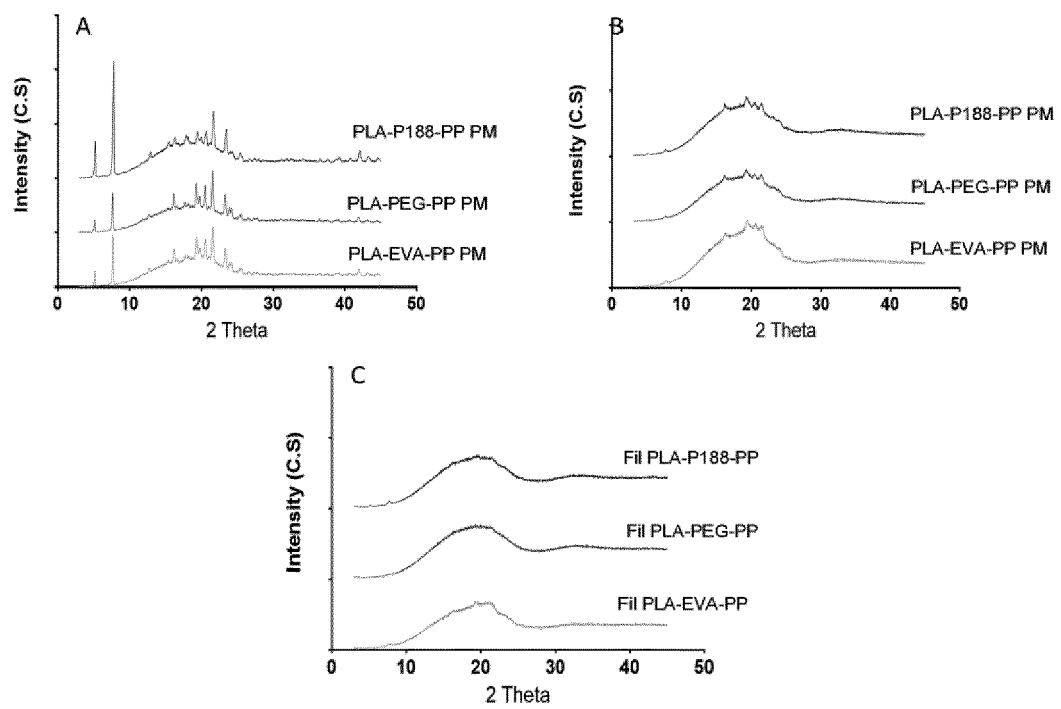 A
Intensity (C.S)
PLA-P188-PP PM
PLA-PEG-PP PM
PLA-EVA-PP PM
0 10 20 30 40 50
2 Theta
B
Intensity (C.S)
PLA-P188-PP PM
PLA-PEG-PP PM
PLA-EVA-PP PM
0 10 20 30 40 50
2 Theta
C
Intensity (C.S)
Fil PLA-P188-PP
Fil PLA-PEG-PP
Fil PLA-EVA-PP
0 10 20 30 40 50
2 Theta